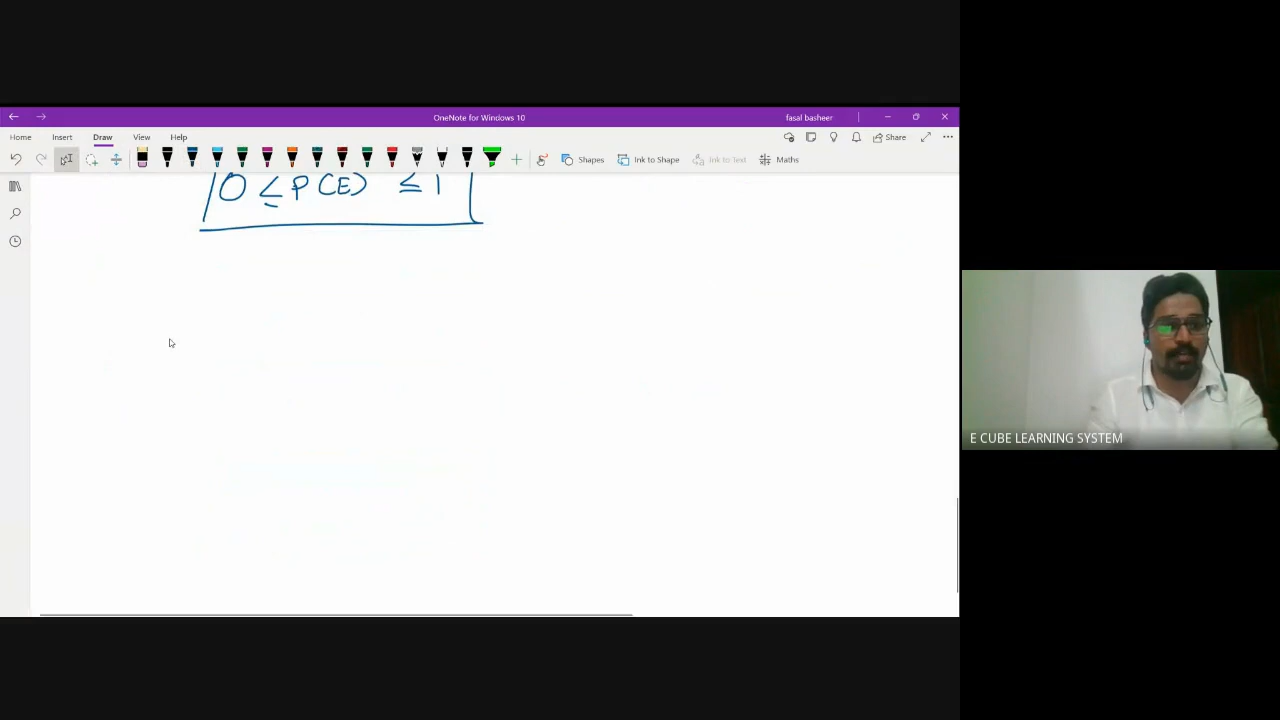 OneNote for Windows 10
fasal basheer
Home Insert Draw View Help
Share
Shapes Ink to Shape Ink to Text Maths
0 ≤ P(E) ≤ 1
E CUBE LEARNING SYSTEM